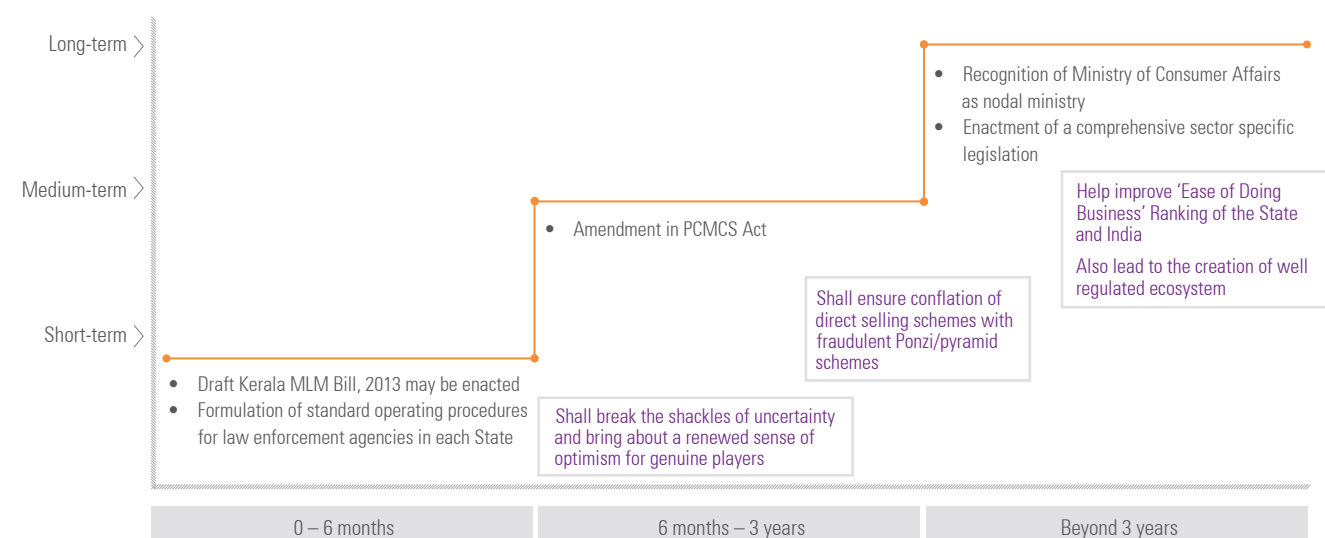 Long-term
• Recognition of Ministry of Consumer Affairs
as nodal ministry
• Enactment of a comprehensive sector specific
legislation
Help improve ‘Ease of Doing
Business’ Ranking of the State
and India
Also lead to the creation of well
regulated ecosystem
Medium-term
• Amendment in PCMCS Act
Shall ensure conflation of
direct selling schemes with
fraudulent Ponzi/pyramid
schemes
Short-term
• Draft Kerala MLM Bill, 2013 may be enacted
• Formulation of standard operating procedures
for law enforcement agencies in each State
Shall break the shackles of uncertainty
and bring about a renewed sense of
optimism for genuine players
0 – 6 months
6 months – 3 years
Beyond 3 years